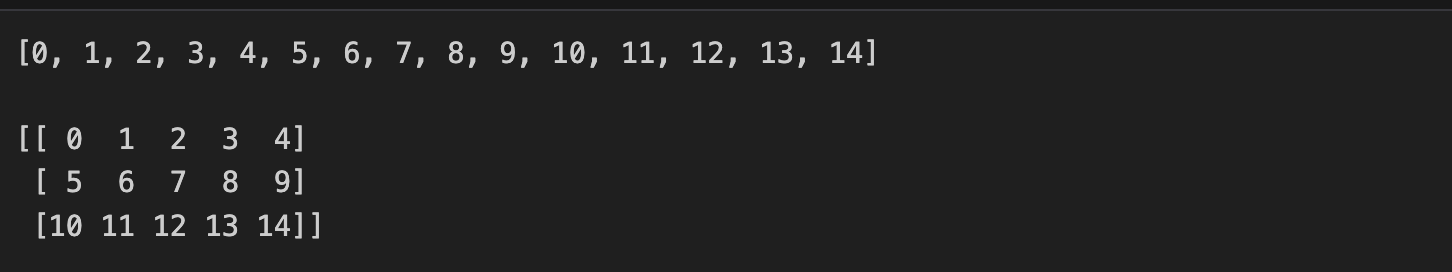 [0, 1, 2, 3, 4, 5, 6, 7, 8, 9, 10, 11, 12, 13, 14]
[[ 0  1  2  3  4]
 [ 5  6  7  8  9]
 [10 11 12 13 14]]